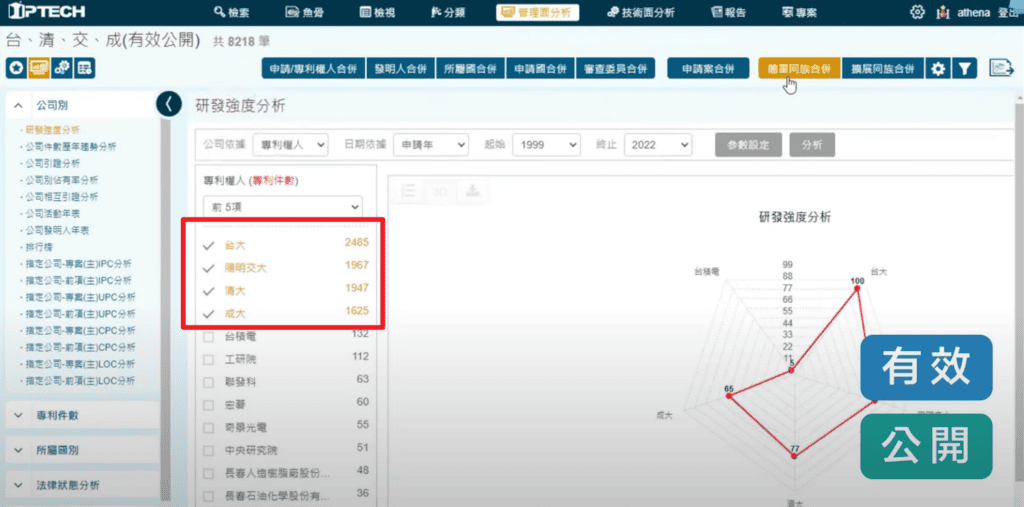 IPTECH
檢索
魚骨
檢視
分類
管理面分析
技術面分析
報告
專案
athena 登出
台、清、交、成(有效公開) 共 8218 筆
申請/專利權人合併
發明人合併
所屬國合併
申請國合併
審查委員合併
申請案合併
簡單同族合併
擴展同族合併
公司別
研發強度分析
公司件數歷年趨勢分析
公司引證分析
公司別佔有率分析
公司相互引證分析
公司活動年表
公司發明人年表
排行榜
指定公司-專案(主)IPC分析
指定公司-前項(主)IPC分析
指定公司-專案(主)UPC分析
指定公司-前項(主)UPC分析
指定公司-專案(主)CPC分析
指定公司-前項(主)CPC分析
指定公司-專案(主)LOC分析
指定公司-前項(主)LOC分析
專利件數
所屬國別
法律狀態分析
研發強度分析
公司依據 專利權人 日期依據 申請年 起始 1999 終止 2022 參數設定 分析
專利權人 (專利件數)
前 5項
台大 2485
陽明交大 1967
清大 1947
成大 1625
台積電 132
工研院 112
聯發科 63
宏碁 60
奇景光電 55
中央研究院 51
長春人造樹脂廠股份... 48
長春石油化學股份有... 36
3D
研發強度分析
99
88
77
66
55
44
33
22
11
台積電
台大
100
5
65
成大
77
清大
有效
公開